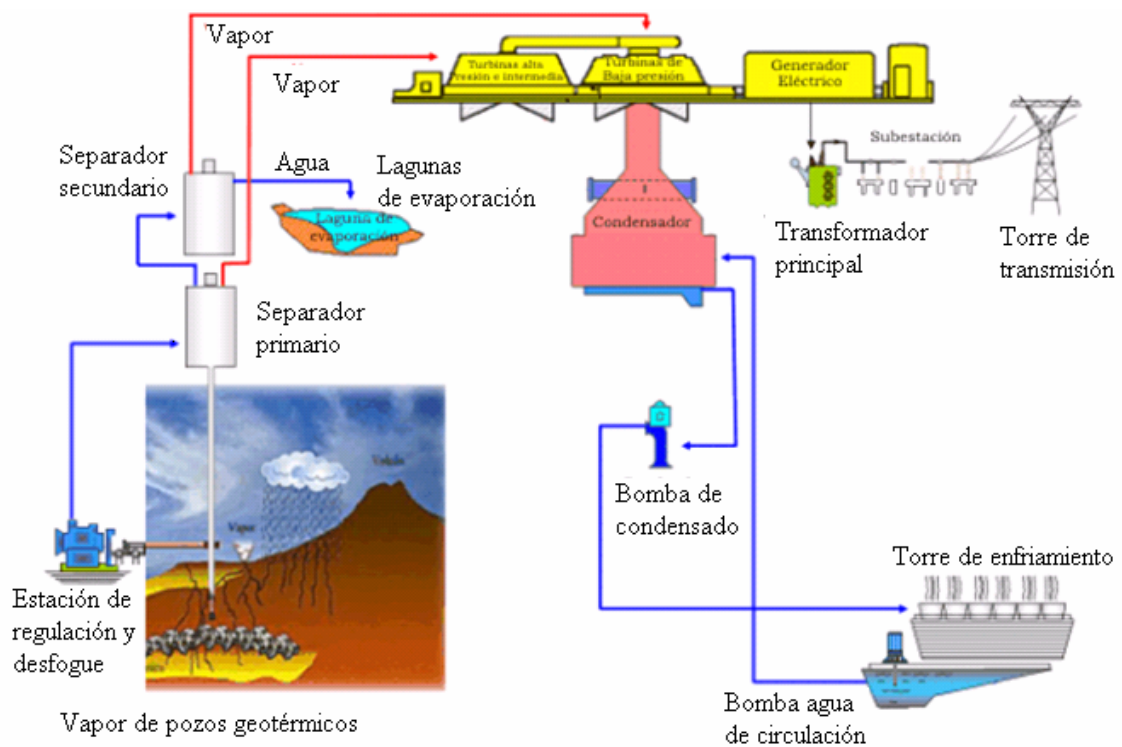 Vapor
Vapor
Turbinas alta
Presión e intermedia
Turbinas de
Baja presión
Generador
Eléctrico
Separador
secundario
Agua
Lagunas
de evaporación
Laguna de
evaporación
Condensador
Subestación
Transformador
principal
Torre de
transmisión
Separador
primario
Volcán
Vapor
Bomba de
condensado
Torre de enfriamiento
Estación de
regulación y
desfogue
Bomba agua
de circulación
Vapor de pozos geotérmicos